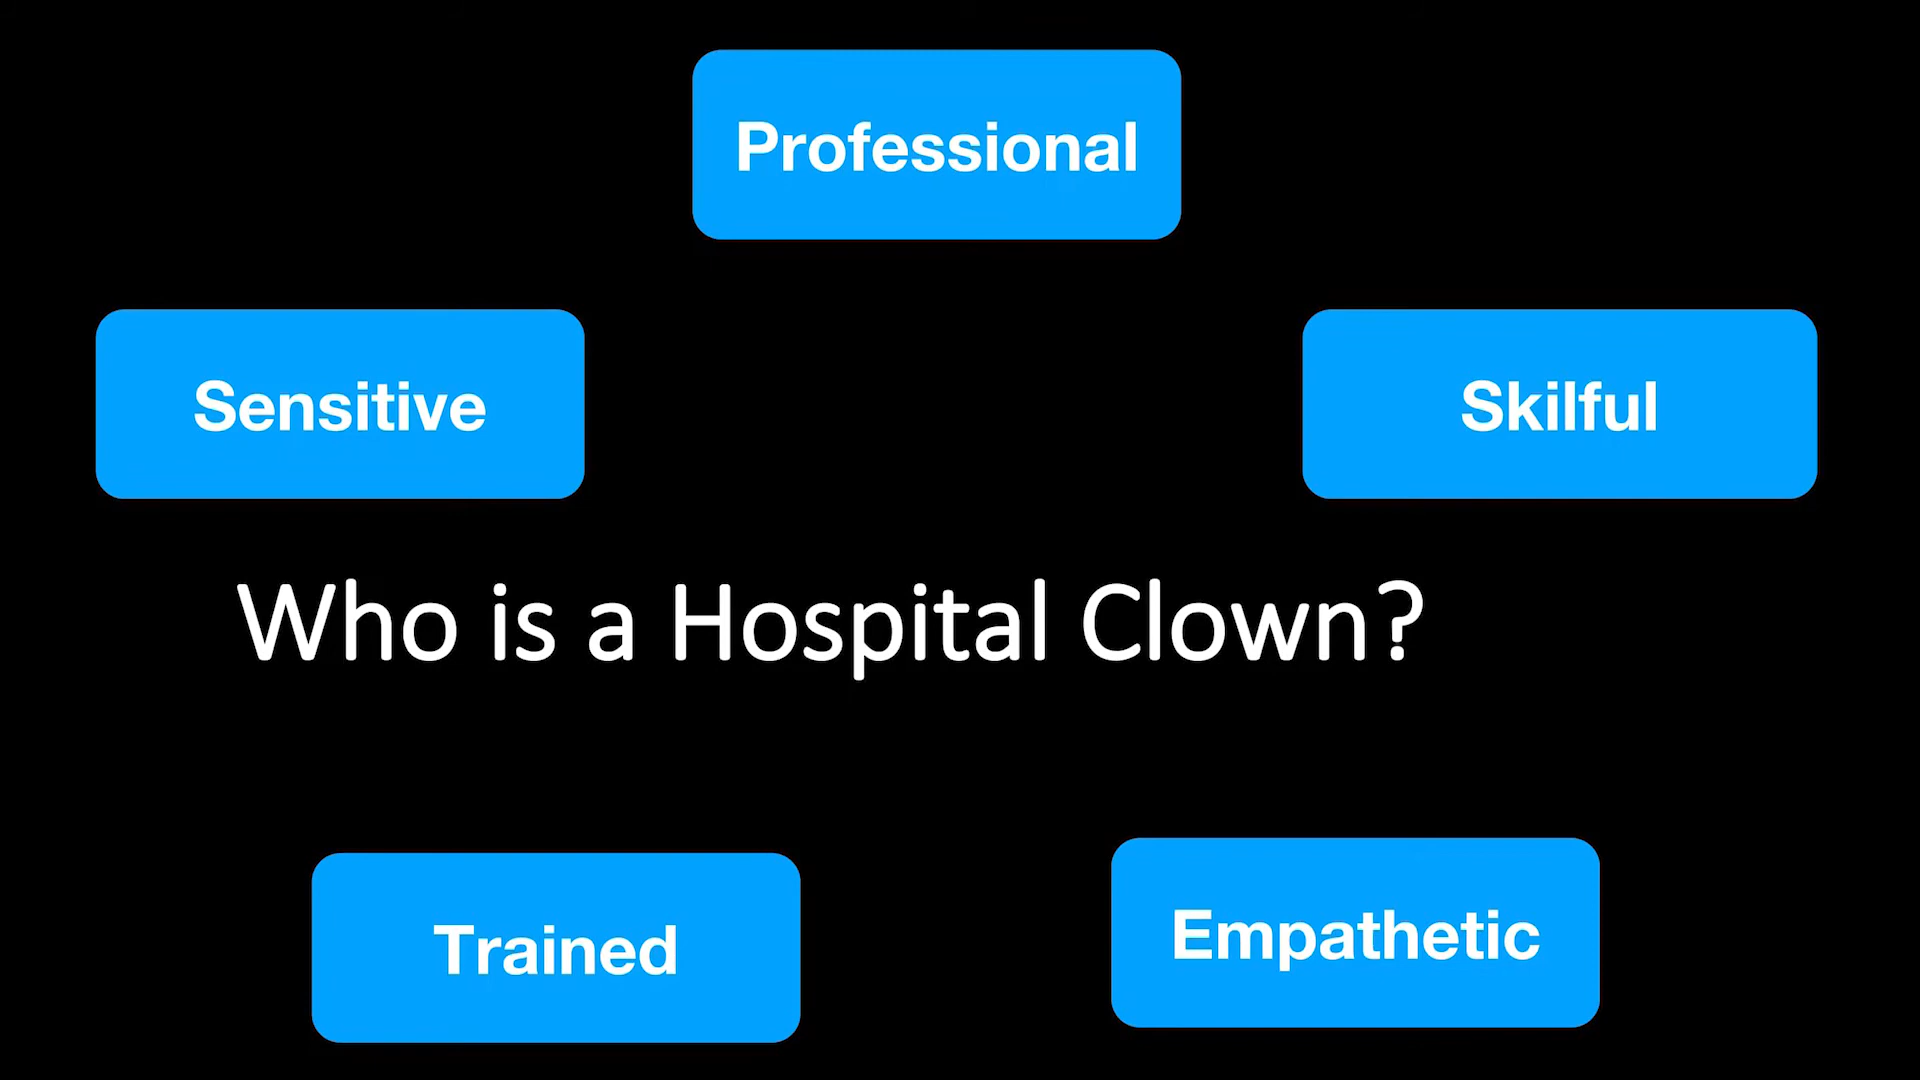 Professional
Sensitive
Skilful
Who is a Hospital Clown?
Trained
Empathetic